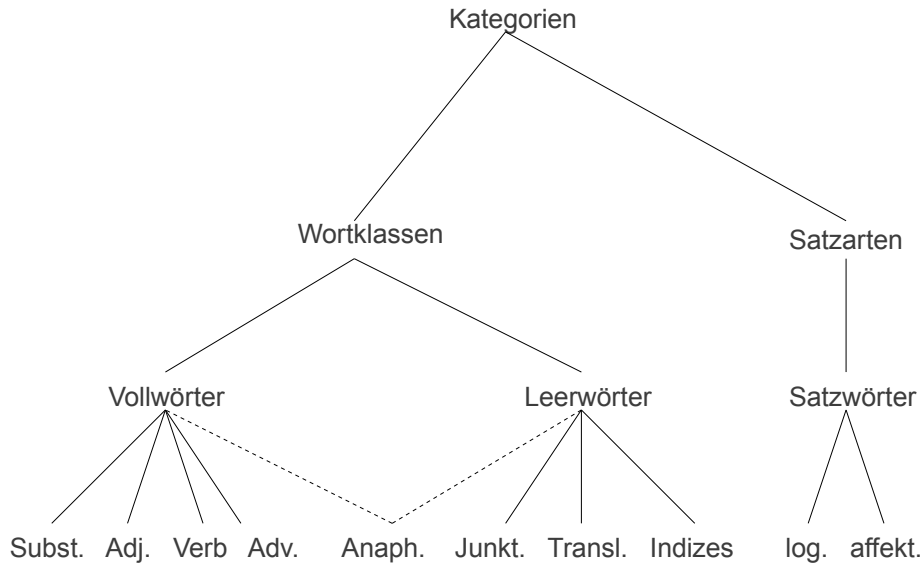 Kategorien
Wortklassen Satzarten
Vollwörter Leerwörter Satzwörter
Subst. Adj. Verb Adv. Anaph. Junkt. Transl. Indizes log. affekt.